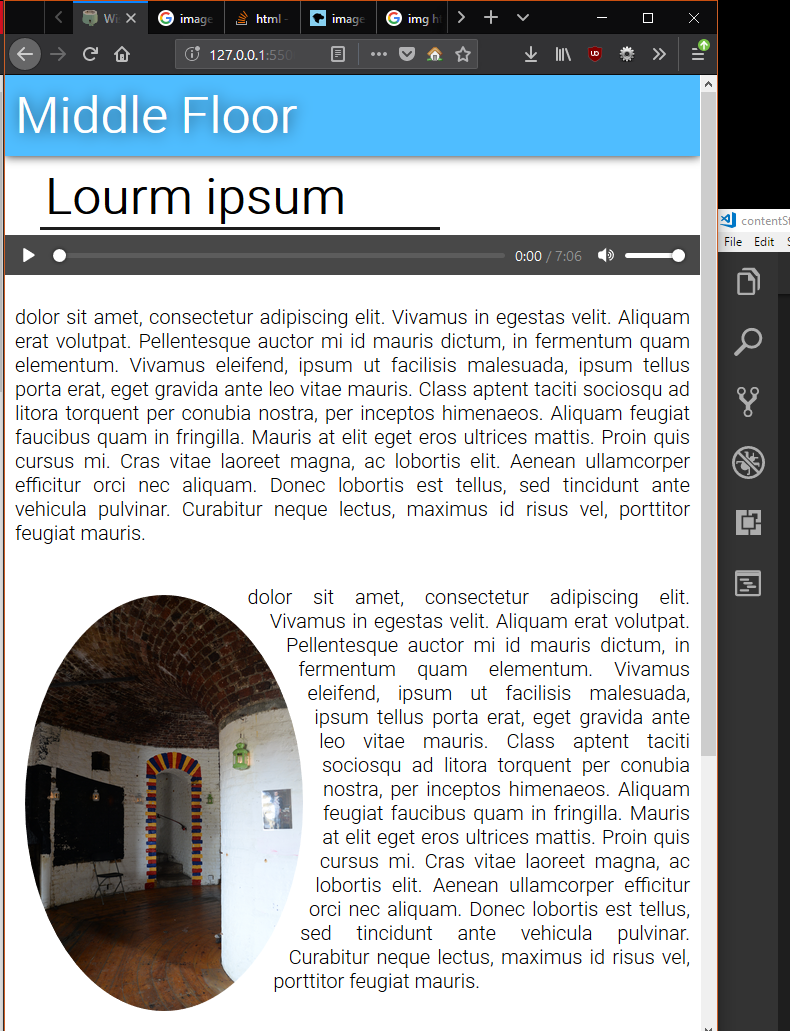 Wi
image
html -
image
img ht
127.0.0.1:550
Middle Floor
Lourm ipsum
0:00 / 7:06
dolor sit amet, consectetur adipiscing elit. Vivamus in egestas velit. Aliquam
erat volutpat. Pellentesque auctor mi id mauris dictum, in fermentum quam
elementum. Vivamus eleifend, ipsum ut facilisis malesuada, ipsum tellus
porta erat, eget gravida ante leo vitae mauris. Class aptent taciti sociosqu ad
litora torquent per conubia nostra, per inceptos himenaeos. Aliquam feugiat
faucibus quam in fringilla. Mauris at elit eget eros ultrices mattis. Proin quis
cursus mi. Cras vitae laoreet magna, ac lobortis elit. Aenean ullamcorper
efficitur orci nec aliquam. Donec lobortis est tellus, sed tincidunt ante
vehicula pulvinar. Curabitur neque lectus, maximus id risus vel, porttitor
feugiat mauris.
dolor sit amet, consectetur adipiscing elit.
Vivamus in egestas velit. Aliquam erat volutpat.
Pellentesque auctor mi id mauris dictum, in
fermentum quam elementum. Vivamus
eleifend, ipsum ut facilisis malesuada,
ipsum tellus porta erat, eget gravida ante
leo vitae mauris. Class aptent taciti
sociosqu ad litora torquent per conubia
nostra, per inceptos himenaeos. Aliquam
feugiat faucibus quam in fringilla. Mauris
at elit eget eros ultrices mattis. Proin quis
cursus mi. Cras vitae laoreet magna, ac
lobortis elit. Aenean ullamcorper efficitur
orci nec aliquam. Donec lobortis est tellus,
sed tincidunt ante vehicula pulvinar.
Curabitur neque lectus, maximus id risus vel,
porttitor feugiat mauris.
contentSt
File Edit S